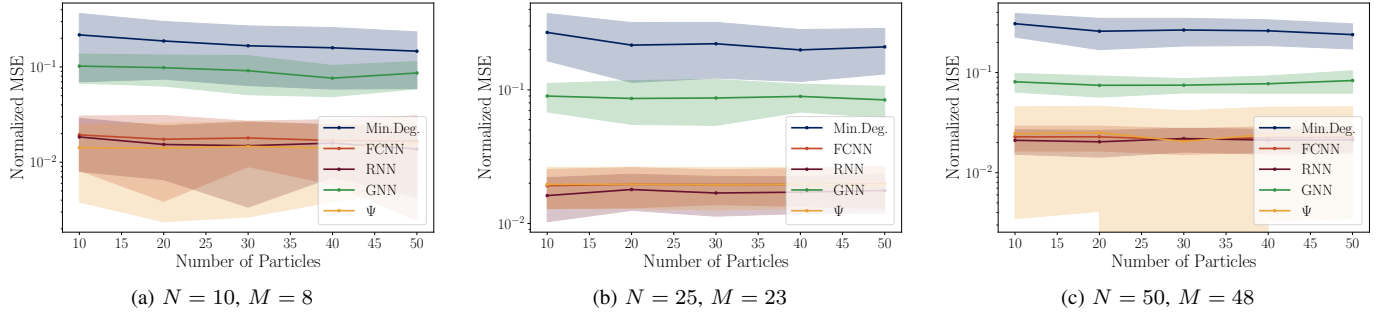 Normalized MSE
10⁻¹
10⁻²
10 15 20 25 30 35 40 45 50
Number of Particles
Min.Deg.
FCNN
RNN
GNN
Ψ
(a) N = 10, M = 8
Normalized MSE
10⁻¹
10⁻²
10 15 20 25 30 35 40 45 50
Number of Particles
Min.Deg.
FCNN
RNN
GNN
Ψ
(b) N = 25, M = 23
Normalized MSE
10⁻¹
10⁻²
10 15 20 25 30 35 40 45 50
Number of Particles
Min.Deg.
FCNN
RNN
GNN
Ψ
(c) N = 50, M = 48